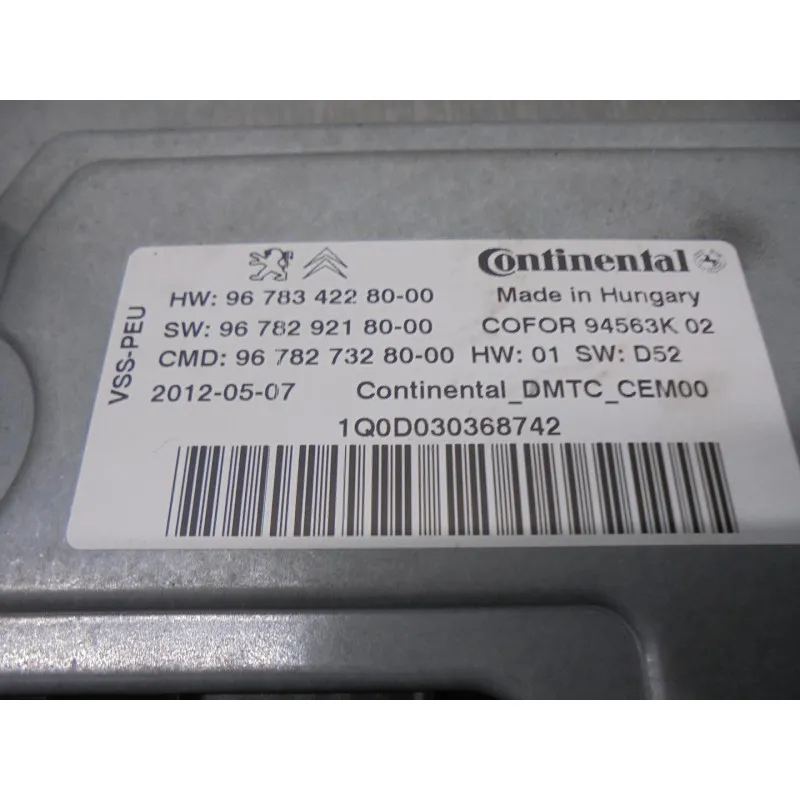 Continental
HW: 96 783 422 80-00 Made in Hungary
SW: 96 782 921 80-00 COFOR 94563K 02
CMD: 96 782 732 80-00 HW: 01 SW: D52
2012-05-07 Continental_DMTC_CEM00
1Q0D030368742
VSS-PEU